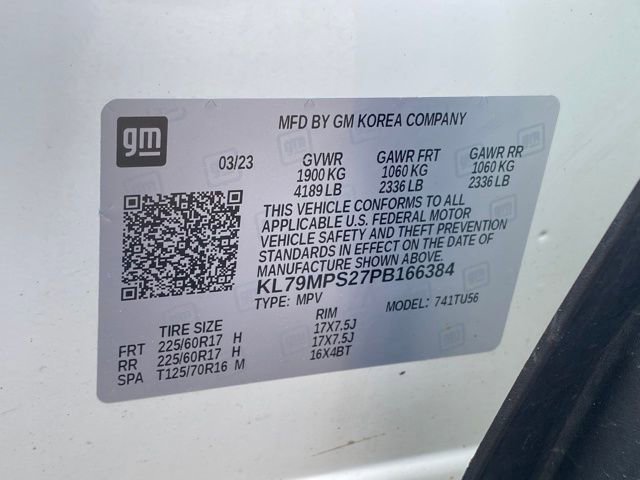 MFD BY GM KOREA COMPANY
gm
03/23 GVWR GAWR FRT GAWR RR
1900 KG 1060 KG 1060 KG
4189 LB 2336 LB 2336 LB
THIS VEHICLE CONFORMS TO ALL
APPLICABLE U.S. FEDERAL MOTOR
VEHICLE SAFETY AND THEFT PREVENTION
STANDARDS IN EFFECT ON THE DATE OF
MANUFACTURE SHOWN ABOVE.
KL79MPS27PB166384
TYPE: MPV MODEL: 741TU56
TIRE SIZE RIM
FRT 225/60R17 H 17X7.5J
RR 225/60R17 H 17X7.5J
SPA T125/70R16 M 16X4BT